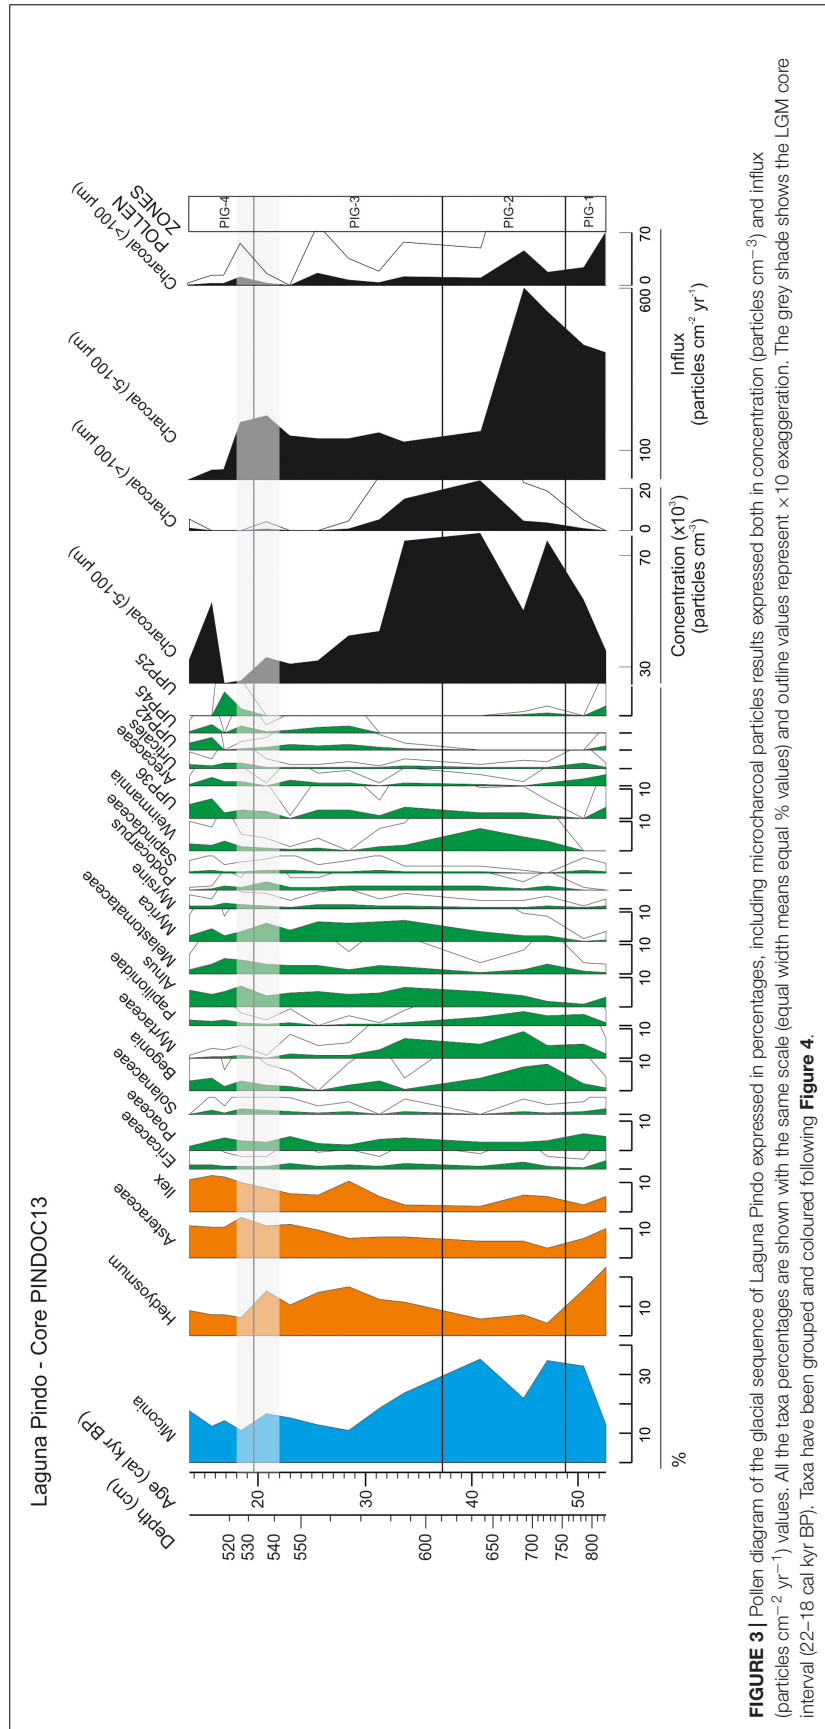 Laguna Pindo - Core PINDOC13
Depth (cm)
Age (cal kyr BP)
Miconia
Hedyosmum
Asteraceae
Ilex
Ericaceae
Poaceae
Solanaceae
Begonia
Myrtaceae
Papilionidae
Alnus
Melastomataceae
Myrica
Myrsine
Podocarpus
Sapindaceae
Weinmannia
UPP36
Arecaceae
Urticales
UPP42
UPP45
UPP25
Charcoal (5-100 µm)
Charcoal (>100 µm)
Charcoal (5-100 µm)
Charcoal (>100 µm)
POLLEN
ZONES
520
530
540
550
600
650
700
750
800
20
30
40
50
PIG-4
PIG-3
PIG-2
PIG-1
%
10
30
10
10
10
10
10
10
10
10
10
10
10
30
70
0
20
100
600
0
70
Concentration (x10³)
(particles cm⁻³)
Influx
(particles cm⁻² yr⁻¹)
FIGURE 3 | Pollen diagram of the glacial sequence of Laguna Pindo expressed in percentages, including microcharcoal particles results expressed both in concentration (particles cm⁻³) and influx
(particles cm⁻² yr⁻¹) values. All the taxa percentages are shown with the same scale (equal width means equal % values) and outline values represent × 10 exaggeration. The grey shade shows the LGM core
interval (22–18 cal kyr BP). Taxa have been grouped and coloured following Figure 4.